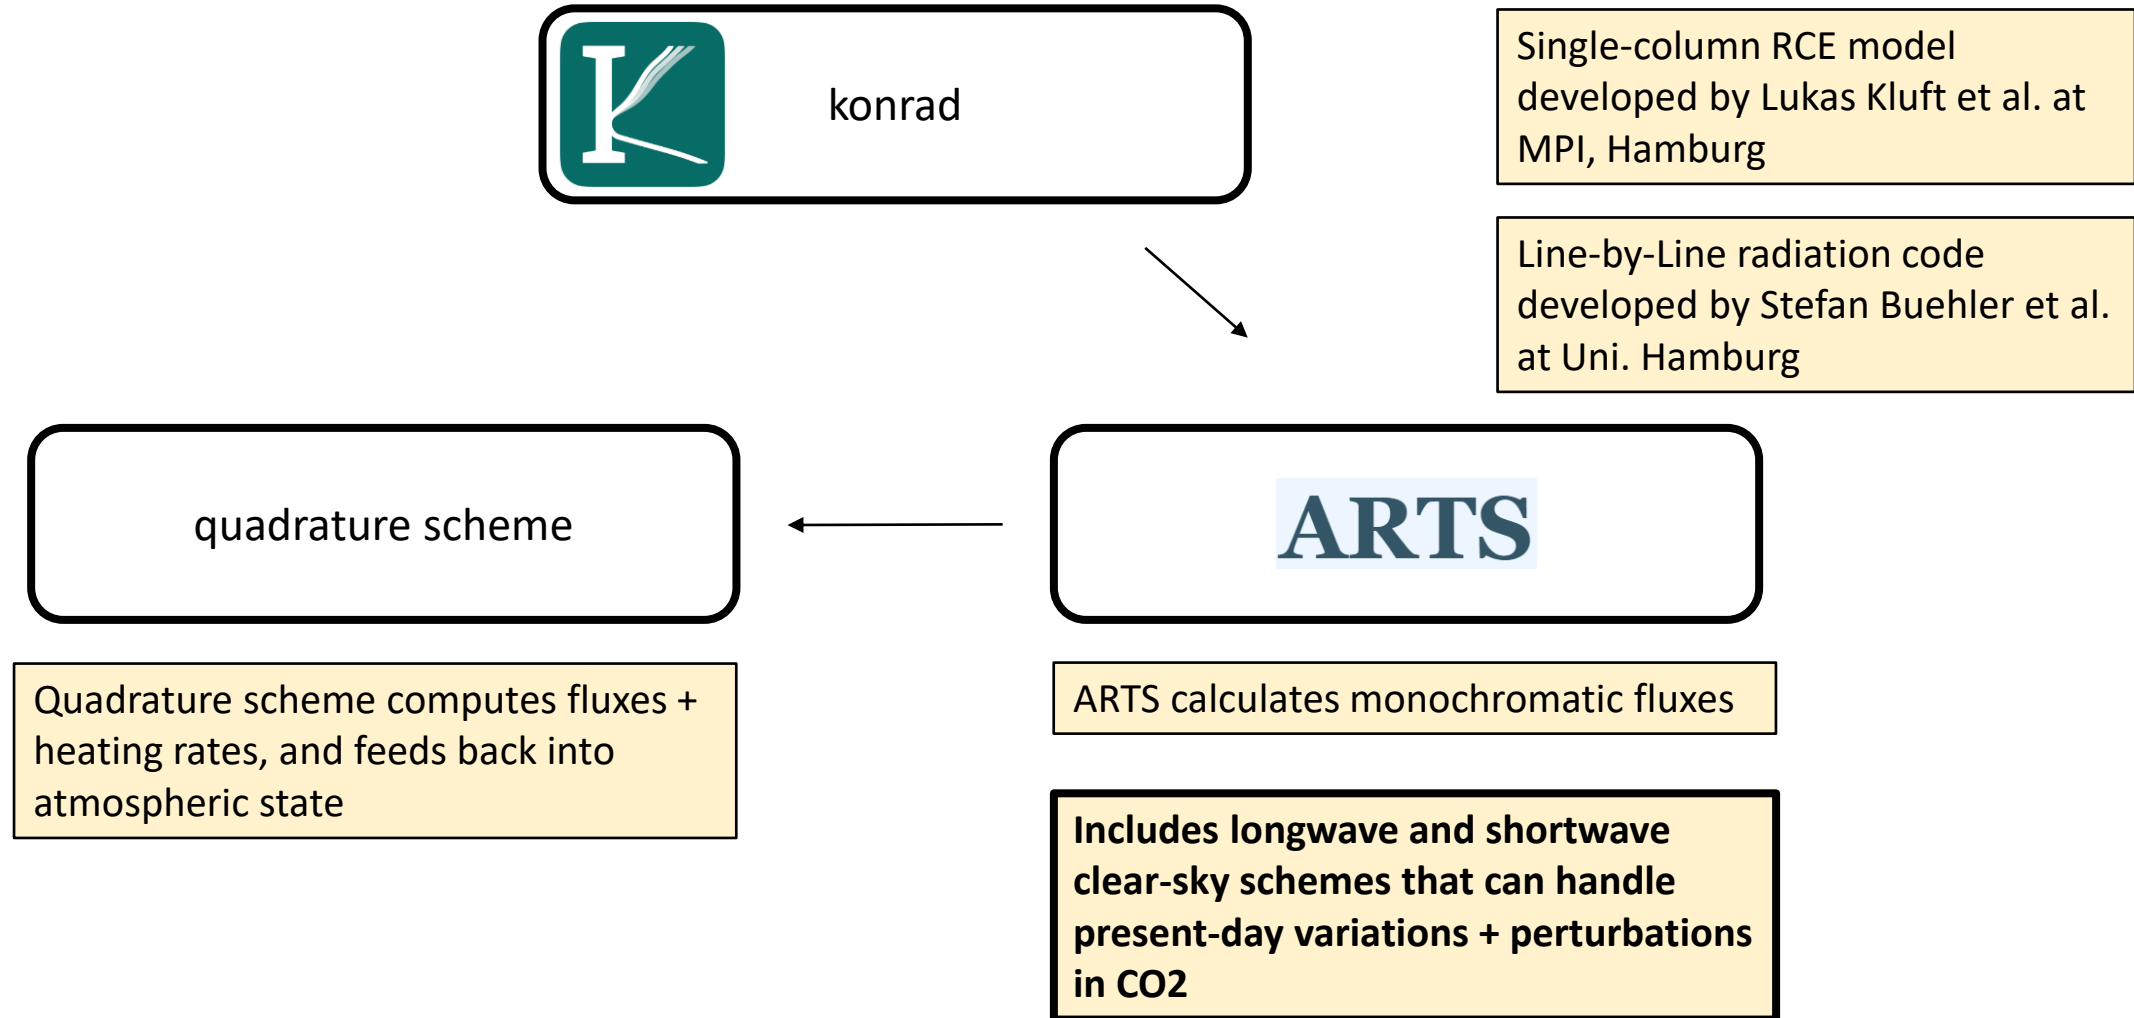 konrad
Single-column RCE model
developed by Lukas Kluft et al. at
MPI, Hamburg
Line-by-Line radiation code
developed by Stefan Buehler et al.
at Uni. Hamburg
quadrature scheme
ARTS
Quadrature scheme computes fluxes +
heating rates, and feeds back into
atmospheric state
ARTS calculates monochromatic fluxes
Includes longwave and shortwave
clear-sky schemes that can handle
present-day variations + perturbations
in CO2